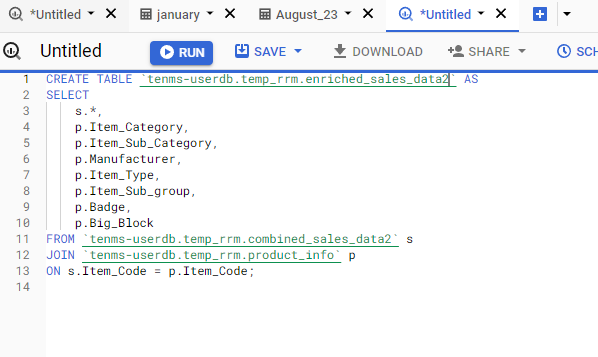 *Untitled january August_23 *Untitled
Untitled RUN SAVE DOWNLOAD SHARE SCH
1 CREATE TABLE `tenms-userdb.temp_rrm.enriched_sales_data2` AS
2 SELECT
3 s.*,
4 p.Item_Category,
5 p.Item_Sub_Category,
6 p.Manufacturer,
7 p.Item_Type,
8 p.Item_Sub_group,
9 p.Badge,
10 p.Big_Block
11 FROM `tenms-userdb.temp_rrm.combined_sales_data2` s
12 JOIN `tenms-userdb.temp_rrm.product_info` p
13 ON s.Item_Code = p.Item_Code;
14